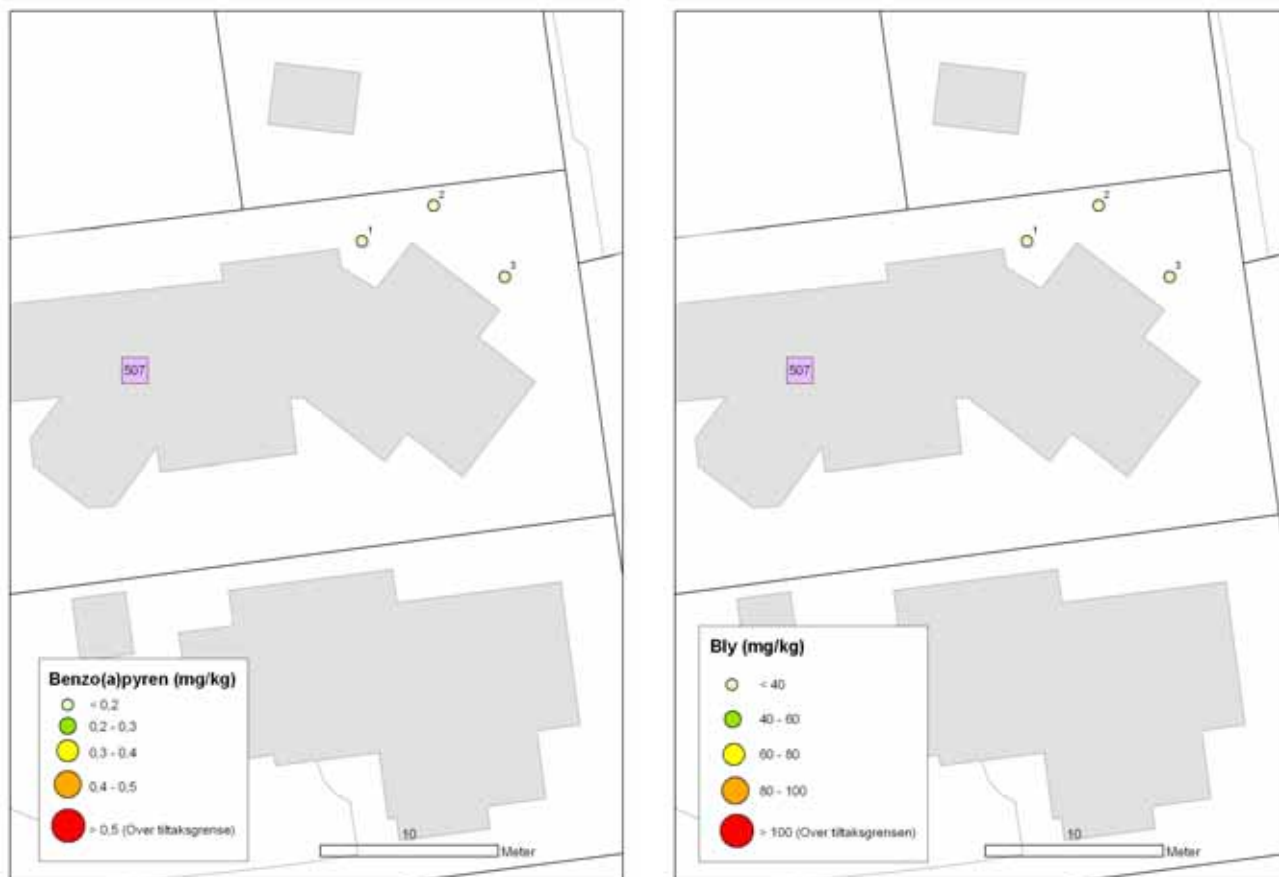 2
1
3
507
Benzo(a)pyren (mg/kg)
< 0,2
0,2 - 0,3
0,3 - 0,4
0,4 - 0,5
> 0,5 (Over tiltaksgrense)
10
Meter
2
1
3
507
Bly (mg/kg)
< 40
40 - 60
60 - 80
80 - 100
> 100 (Over tiltaksgrensen)
10
Meter